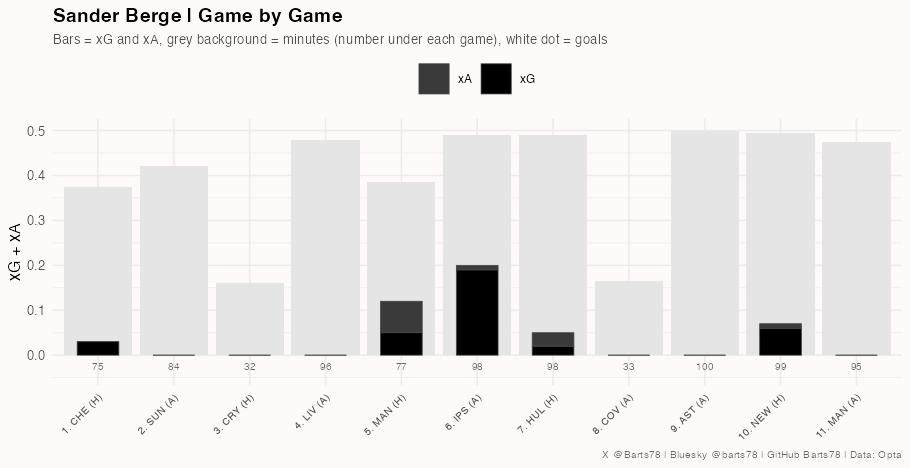 Sander Berge | Game by Game
Bars = xG and xA, grey background = minutes (number under each game), white dot = goals
xA
xG
xG + xA
0.5
0.4
0.3
0.2
0.1
0.0
75 84 32 96 77 98 98 33 100 99 95
1. CHE (H)
2. SUN (A)
3. CRY (H)
4. LIV (A)
5. MAN (H)
6. IPS (A)
7. HUL (H)
8. COV (A)
9. AST (A)
10. NEW (H)
11. MAN (A)
X @Barts78 | Bluesky @barts78 | GitHub Barts78 | Data: Opta